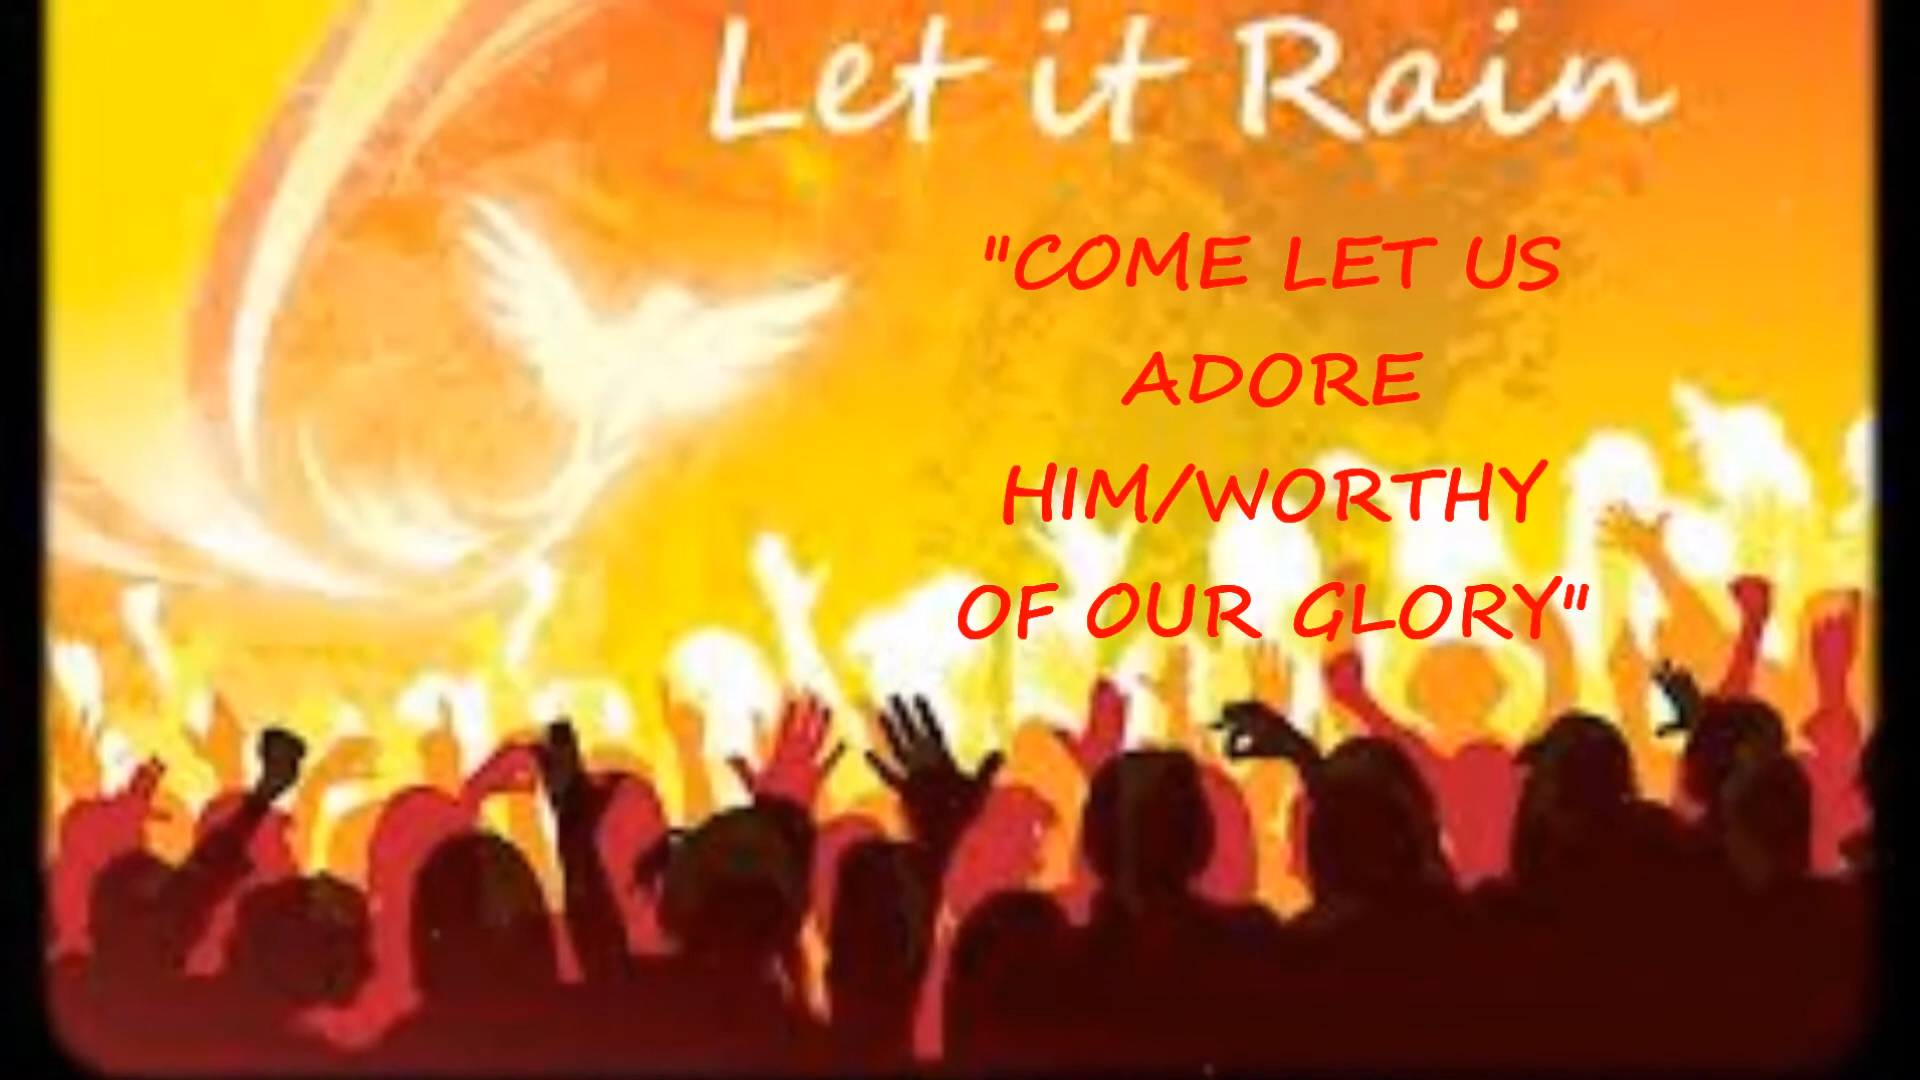 Let it Rain
"COME LET US
ADORE
HIM/WORTHY
OF OUR GLORY"